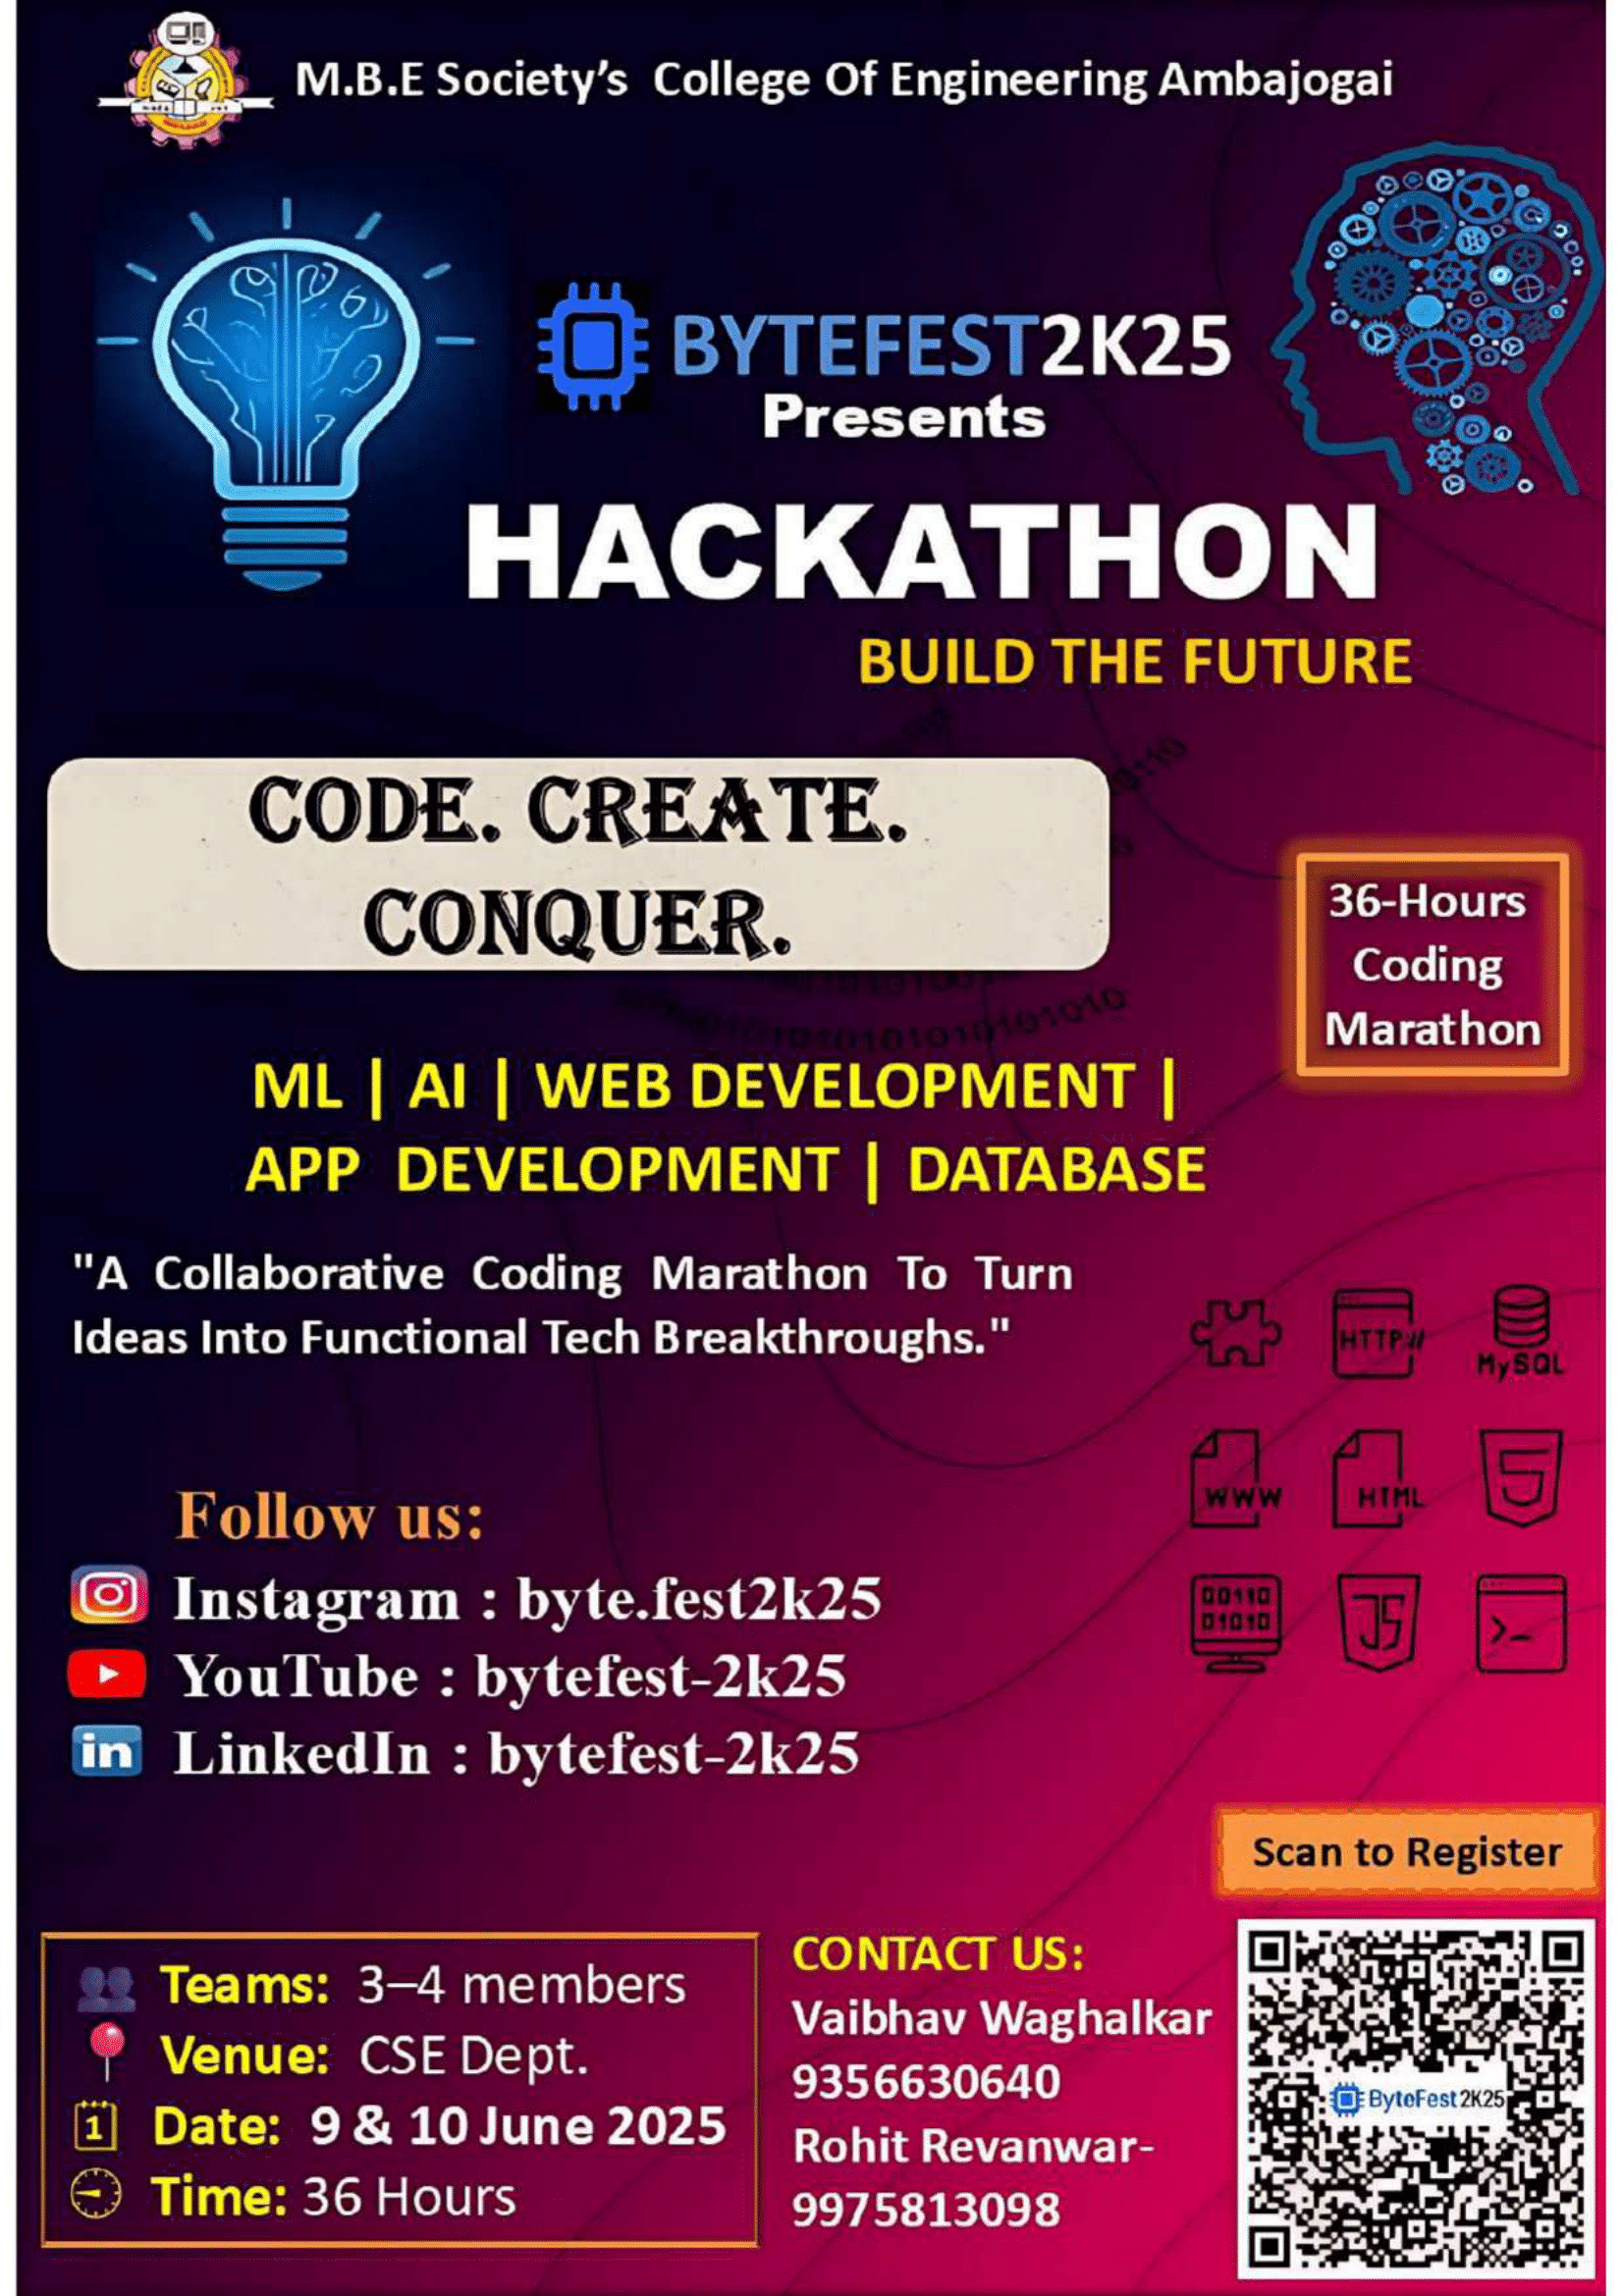 M.B.E Society's College Of Engineering Ambajogai
BYTEFEST2K25
Presents
HACKATHON
BUILD THE FUTURE
CODE. CREATE.
CONQUER.
36-Hours
Coding
Marathon
ML | AI | WEB DEVELOPMENT |
APP DEVELOPMENT | DATABASE
"A Collaborative Coding Marathon To Turn
Ideas Into Functional Tech Breakthroughs."
HTTP://
MySQL
WWW
HTML
5
00110
01010
JS
>_
Follow us:
Instagram : byte.fest2k25
YouTube : bytefest-2k25
in LinkedIn : bytefest-2k25
Scan to Register
Teams: 3–4 members
Venue: CSE Dept.
1 Date: 9 & 10 June 2025
Time: 36 Hours
CONTACT US:
Vaibhav Waghalkar
9356630640
Rohit Revanwar-
9975813098
ByteFest2K25